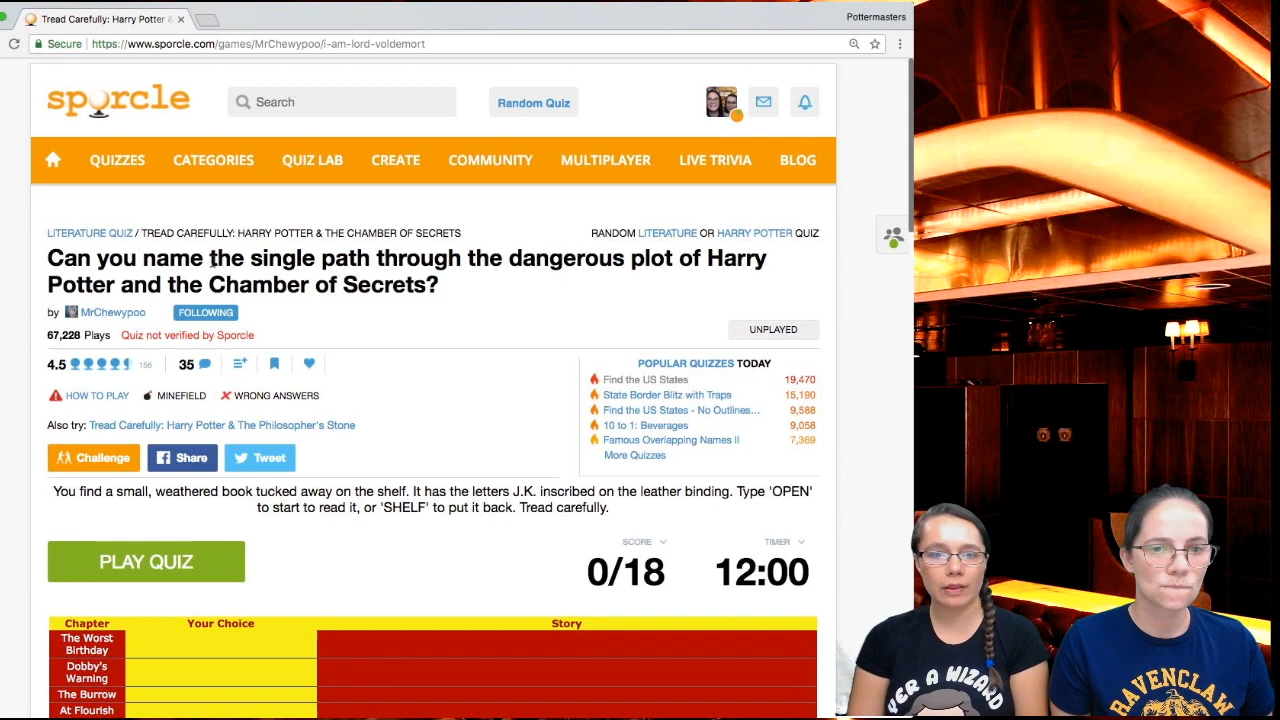 Tread Carefully: Harry Potter &
Pottermasters
Secure https://www.sporcle.com/games/MrChewypoo/i-am-lord-voldemort
sporcle
Search
Random Quiz
QUIZZES CATEGORIES QUIZ LAB CREATE COMMUNITY MULTIPLAYER LIVE TRIVIA BLOG
LITERATURE QUIZ / TREAD CAREFULLY: HARRY POTTER & THE CHAMBER OF SECRETS
RANDOM LITERATURE OR HARRY POTTER QUIZ
Can you name the single path through the dangerous plot of Harry
Potter and the Chamber of Secrets?
by MrChewypoo FOLLOWING
67,228 Plays Quiz not verified by Sporcle
UNPLAYED
4.5 156 35
HOW TO PLAY MINEFIELD WRONG ANSWERS
Also try: Tread Carefully: Harry Potter & The Philosopher's Stone
Challenge Share Tweet
POPULAR QUIZZES TODAY
Find the US States 19,470
State Border Blitz with Traps 15,190
Find the US States - No Outlines... 9,588
10 to 1: Beverages 9,058
Famous Overlapping Names II 7,369
More Quizzes
You find a small, weathered book tucked away on the shelf. It has the letters J.K. inscribed on the leather binding. Type 'OPEN'
to start to read it, or 'SHELF' to put it back. Tread carefully.
PLAY QUIZ
SCORE TIMER
0/18 12:00
Chapter Your Choice Story
The Worst
Birthday
Dobby's
Warning
The Burrow
At Flourish
YER A WIZARD
RAVENCLAW